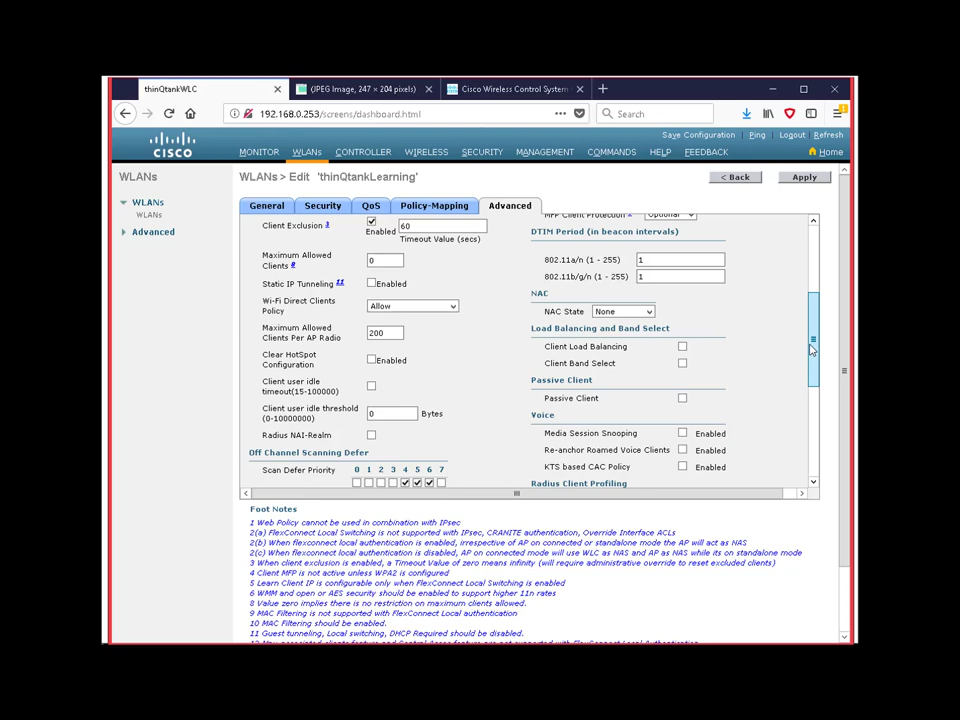 thinQtankWLC
(JPEG Image, 247 × 204 pixels)
Cisco Wireless Control System
192.168.0.253/screens/dashboard.html
Search
Save Configuration Ping Logout Refresh
CISCO
MONITOR WLANs CONTROLLER WIRELESS SECURITY MANAGEMENT COMMANDS HELP FEEDBACK
Home
WLANs
WLANs
WLANs
Advanced
WLANs > Edit 'thinQtankLearning'
< Back
Apply
General Security QoS Policy-Mapping Advanced
Client Exclusion 3
Enabled
60
Timeout Value (secs)
Maximum Allowed
Clients 8
0
Static IP Tunneling 11
Enabled
Wi-Fi Direct Clients
Policy
Allow
Maximum Allowed
Clients Per AP Radio
200
Clear HotSpot
Configuration
Enabled
Client user idle
timeout(15-100000)
Client user idle threshold
(0-10000000)
0
Bytes
Radius NAI-Realm
Off Channel Scanning Defer
Scan Defer Priority
0 1 2 3 4 5 6 7
MFP Client Protection
Optional
DTIM Period (in beacon intervals)
802.11a/n (1 - 255)
1
802.11b/g/n (1 - 255)
1
NAC
NAC State
None
Load Balancing and Band Select
Client Load Balancing
Client Band Select
Passive Client
Passive Client
Voice
Media Session Snooping
Enabled
Re-anchor Roamed Voice Clients
Enabled
KTS based CAC Policy
Enabled
Radius Client Profiling
Foot Notes
1 Web Policy cannot be used in combination with IPsec
2(a) FlexConnect Local Switching is not supported with IPsec, CRANITE authentication, Override Interface ACLs
2(b) When flexconnect local authentication is enabled, irrespective of AP on connected or standalone mode the AP will act as NAS
2(c) When flexconnect local authentication is disabled, AP on connected mode will use WLC as NAS and AP as NAS while its on standalone mode
3 When client exclusion is enabled, a Timeout Value of zero means infinity (will require administrative override to reset excluded clients)
4 Client MFP is not active unless WPA2 is configured
5 Learn Client IP is configurable only when FlexConnect Local Switching is enabled
6 WMM and open or AES security should be enabled to support higher 11n rates
8 Value zero implies there is no restriction on maximum clients allowed.
9 MAC Filtering is not supported with FlexConnect Local authentication
10 MAC Filtering should be enabled.
11 Guest tunneling, Local switching, DHCP Required should be disabled.